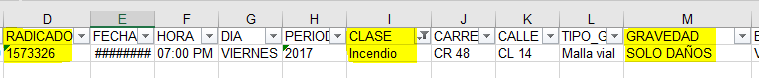 D E F G H I J K L M
RADICADO FECHA HORA DIA PERIOD CLASE CARRE CALLE TIPO_G GRAVEDAD
1573326 ######## 07:00 PM VIERNES 2017 Incendio CR 48 CL 14 Malla vial SOLO DAÑOS